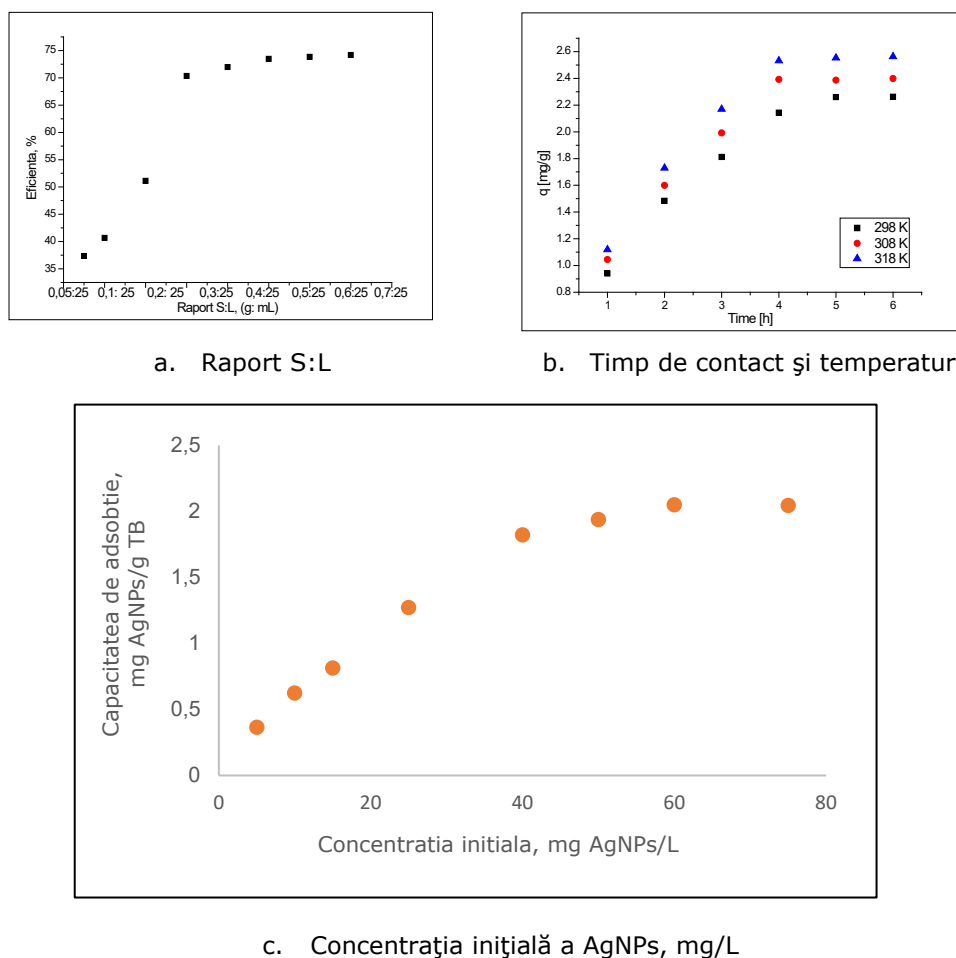 75
70
65
60
55
50
45
40
35
Eficienta, %
0,05:25 0,1: 25 0,2: 25 0,3:25 0,4:25 0,5:25 0,6:25 0,7:25
Raport S:L, (g: mL)
a. Raport S:L
2.6
2.4
2.2
2.0
1.8
1.6
1.4
1.2
1.0
0.8
q [mg/g]
298 K
308 K
318 K
1 2 3 4 5 6
Time [h]
b. Timp de contact şi temperatur
2,5
2
1,5
1
0,5
0
Capacitatea de adsobtie,
mg AgNPs/g TB
0 20 40 60 80
Concentratia initiala, mg AgNPs/L
c. Concentraţia iniţială a AgNPs, mg/L